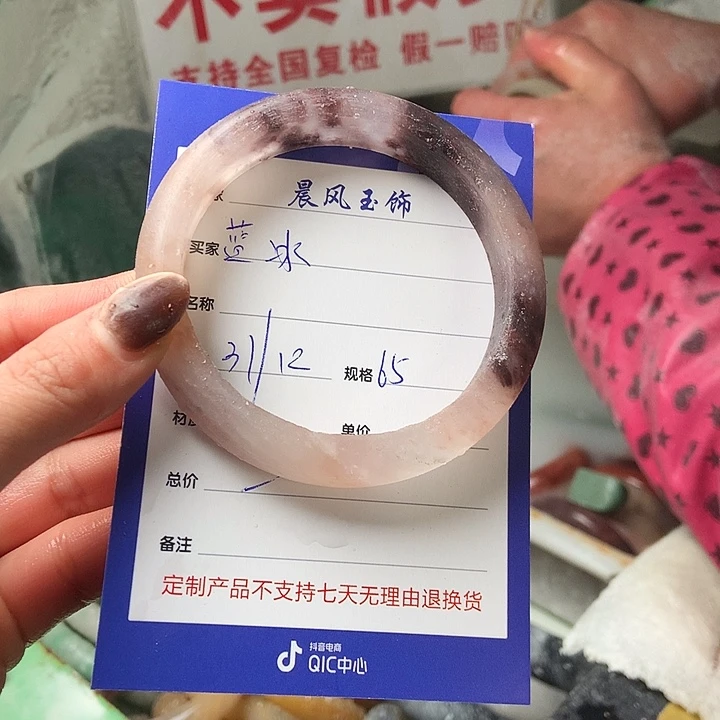 支持全国复检 假一赔
晨风玉饰
买家 蓝冰
名称
31/12 规格 65
单价
总价
备注
定制产品不支持七天无理由退换货
抖音电商
QIC中心